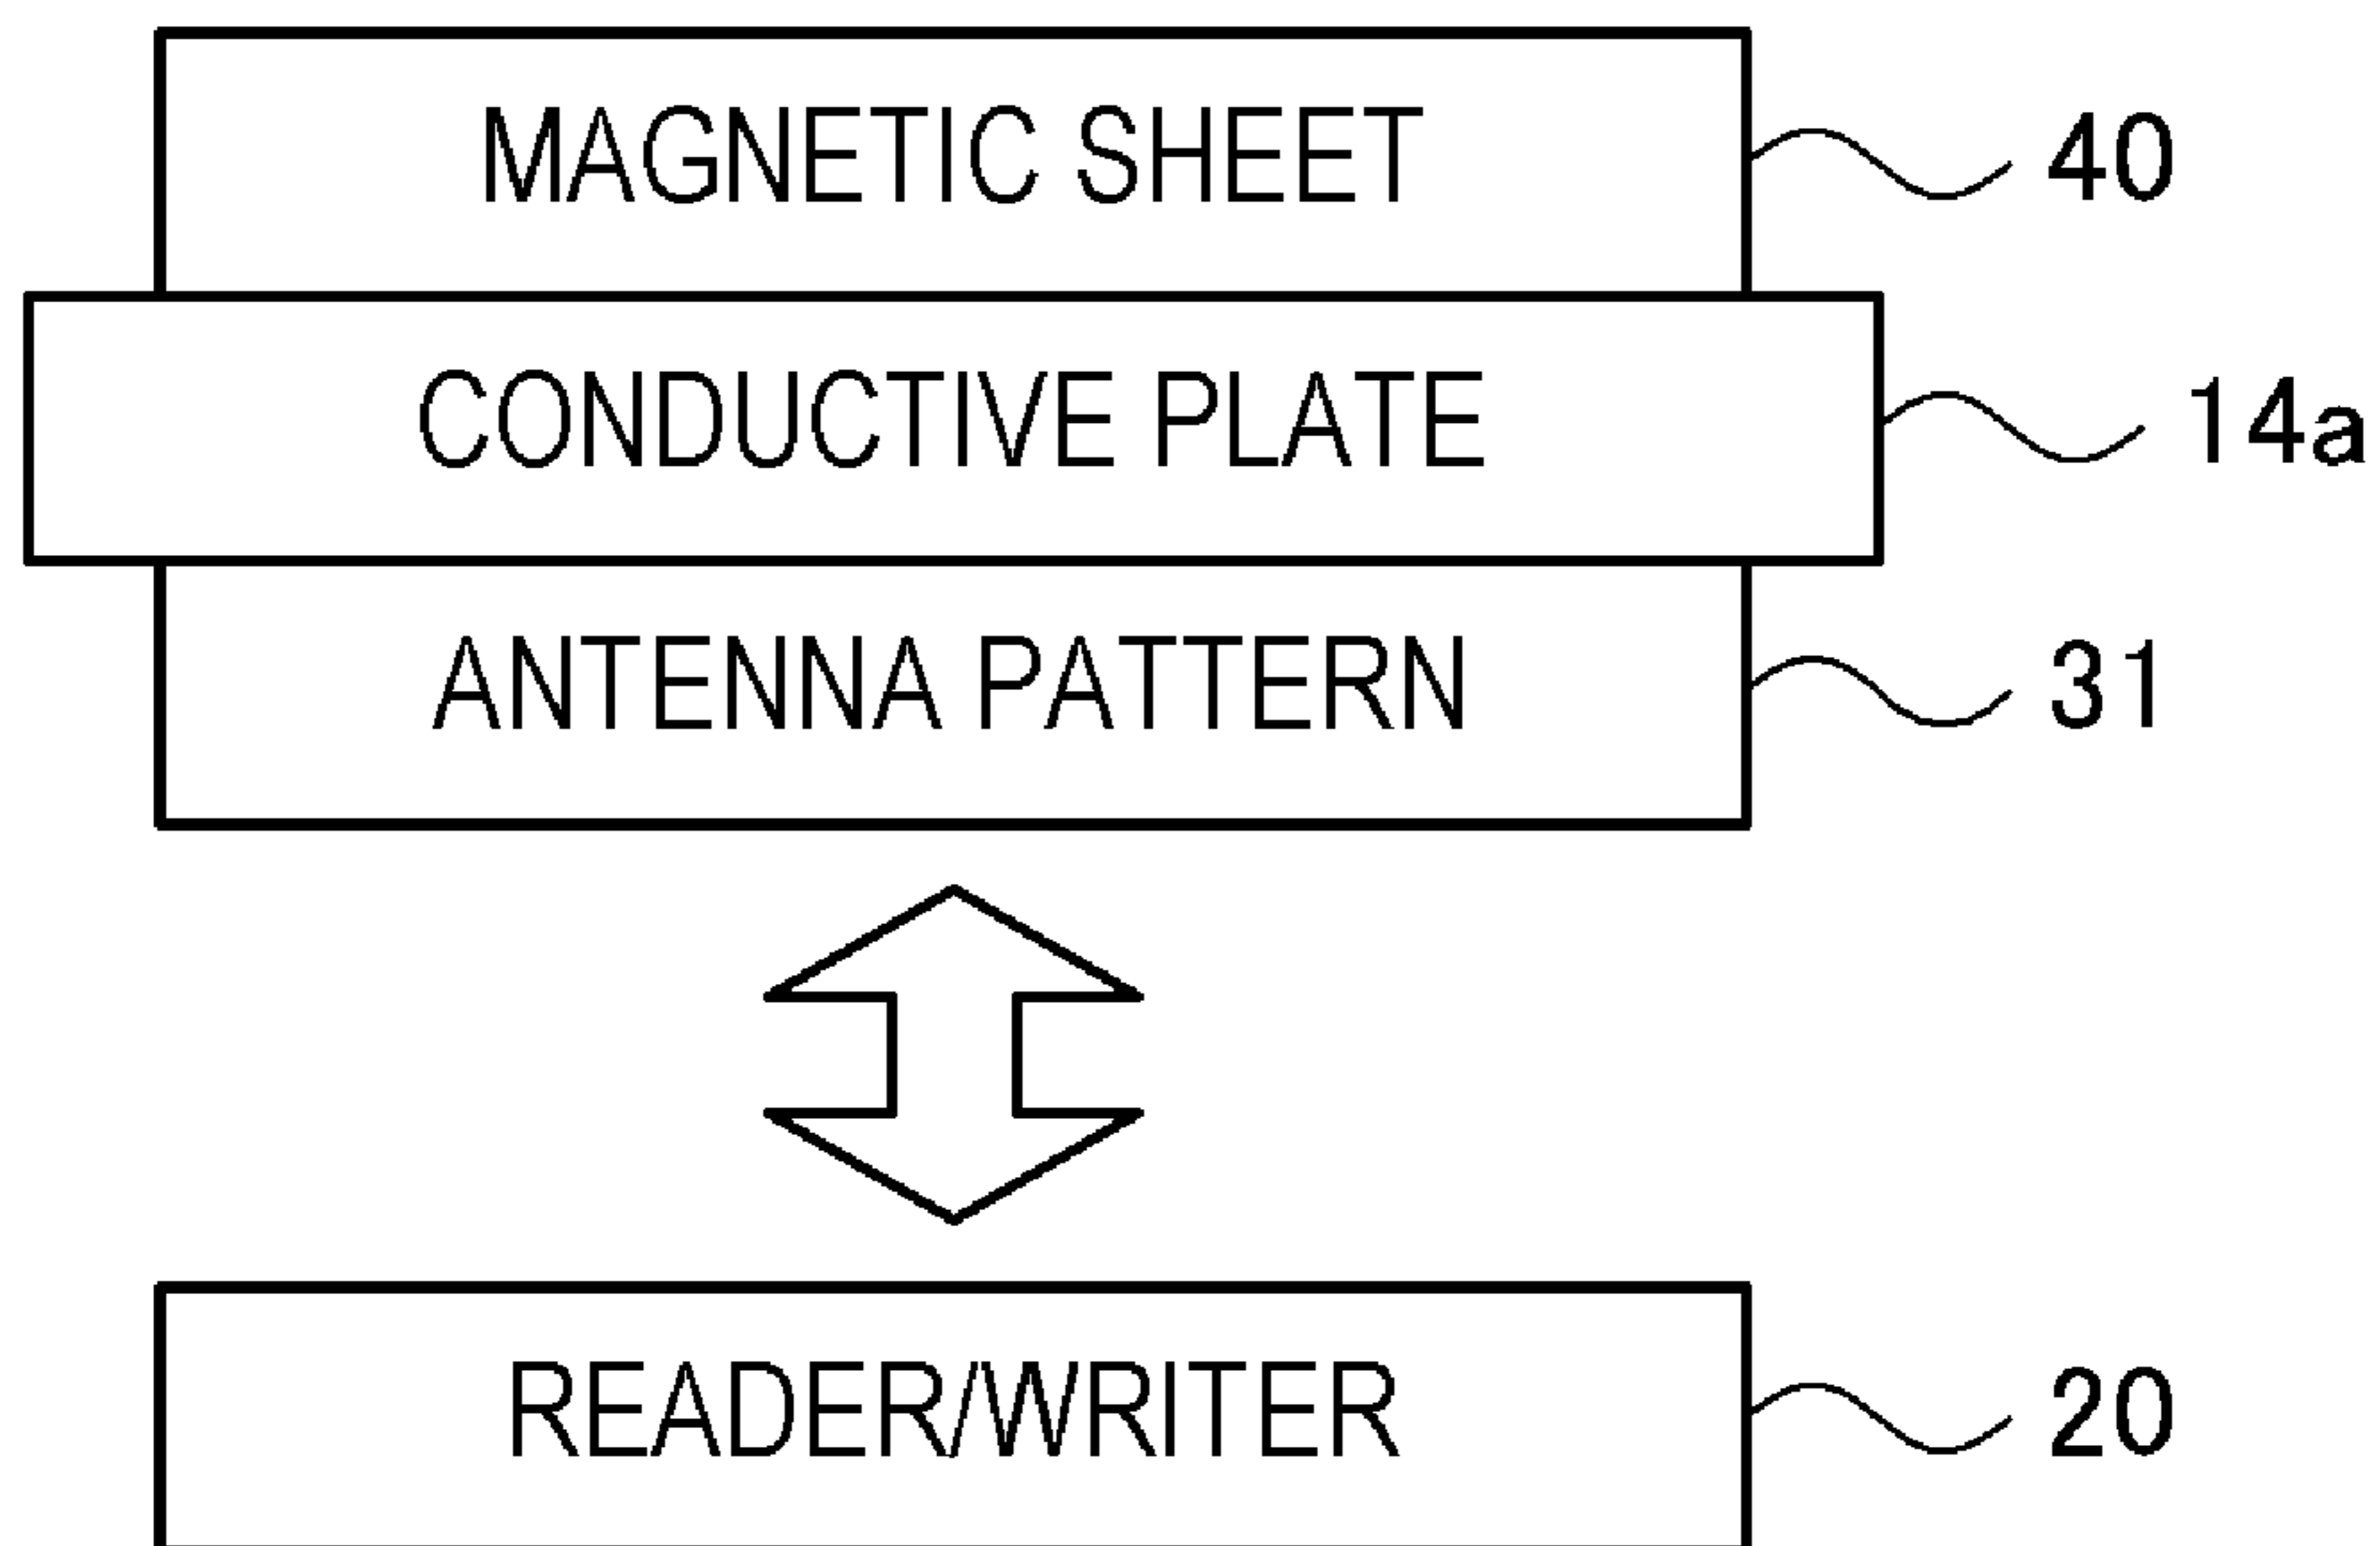 MAGNETIC SHEET 40
CONDUCTIVE PLATE 14a
ANTENNA PATTERN 31
READER/WRITER 20